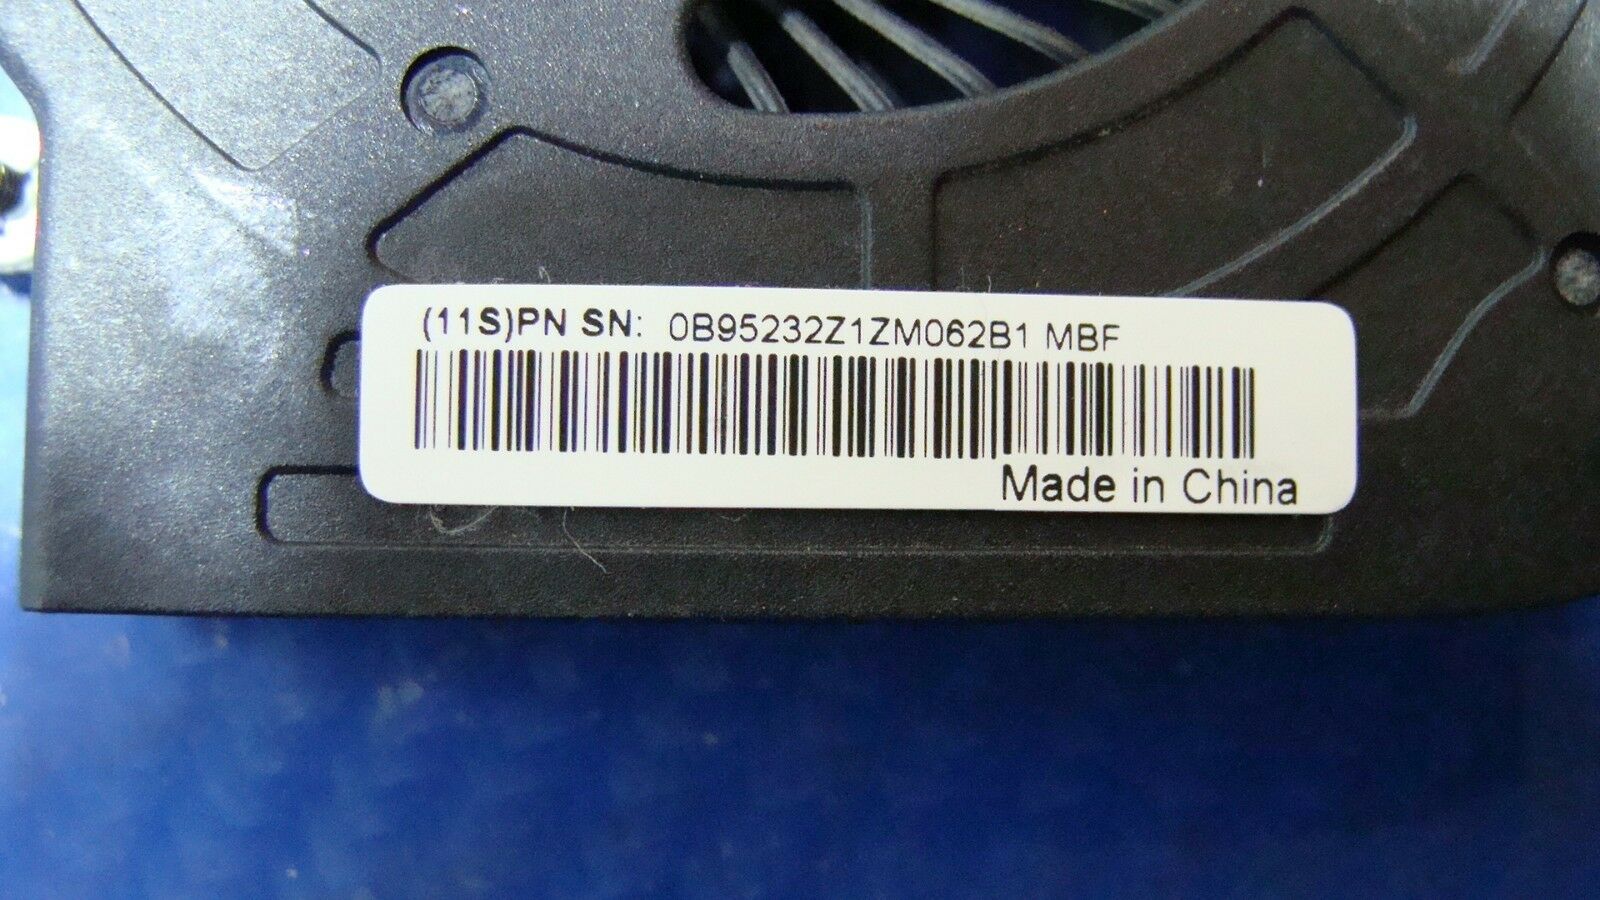 (11S)PN SN: 0B95232Z1ZM062B1 MBF
Made in China